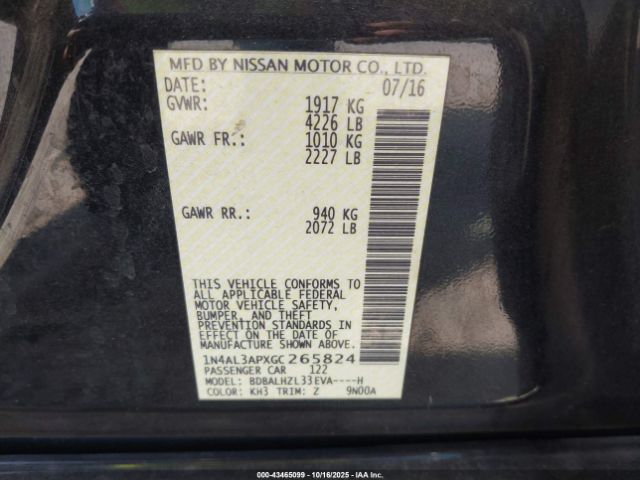 MFD BY NISSAN MOTOR CO., LTD.
DATE: 07/16
GVWR: 1917 KG
4226 LB
GAWR FR.: 1010 KG
2227 LB
GAWR RR.: 940 KG
2072 LB
THIS VEHICLE CONFORMS TO
ALL APPLICABLE FEDERAL
MOTOR VEHICLE SAFETY,
BUMPER, AND THEFT
PREVENTION STANDARDS IN
EFFECT ON THE DATE OF
MANUFACTURE SHOWN ABOVE.
1N4AL3APXGC265824
PASSENGER CAR 122
MODEL: BDBALHZL33EVA----H
COLOR: KH3 TRIM: Z 9N00A
000-43465099 | 10/16/2025 | IAA Inc.